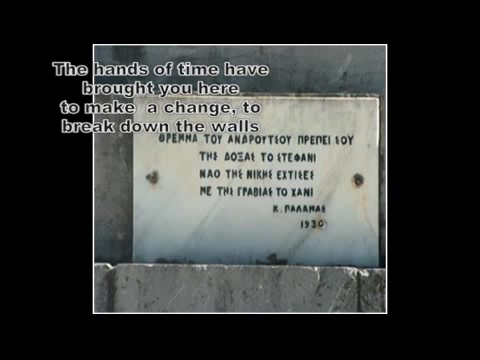 The hands of time have
brought you here
to make a change, to
break down the walls
ΘΡΕΜΜΑ ΤΟΥ ΑΝΔΡΟΥΤΣΟΥ ΠΡΕΠΕΙ ΣΟΥ
ΤΗΣ ΔΟΞΑΣ ΤΟ ΣΤΕΦΑΝΙ
ΝΑΟ ΤΗΣ ΝΙΚΗΣ ΕΧΤΙΣΕΣ
ΜΕ ΤΗΣ ΓΡΑΒΙΑΣ ΤΟ ΧΑΝΙ
Κ. ΠΑΛΑΜΑΣ
1930